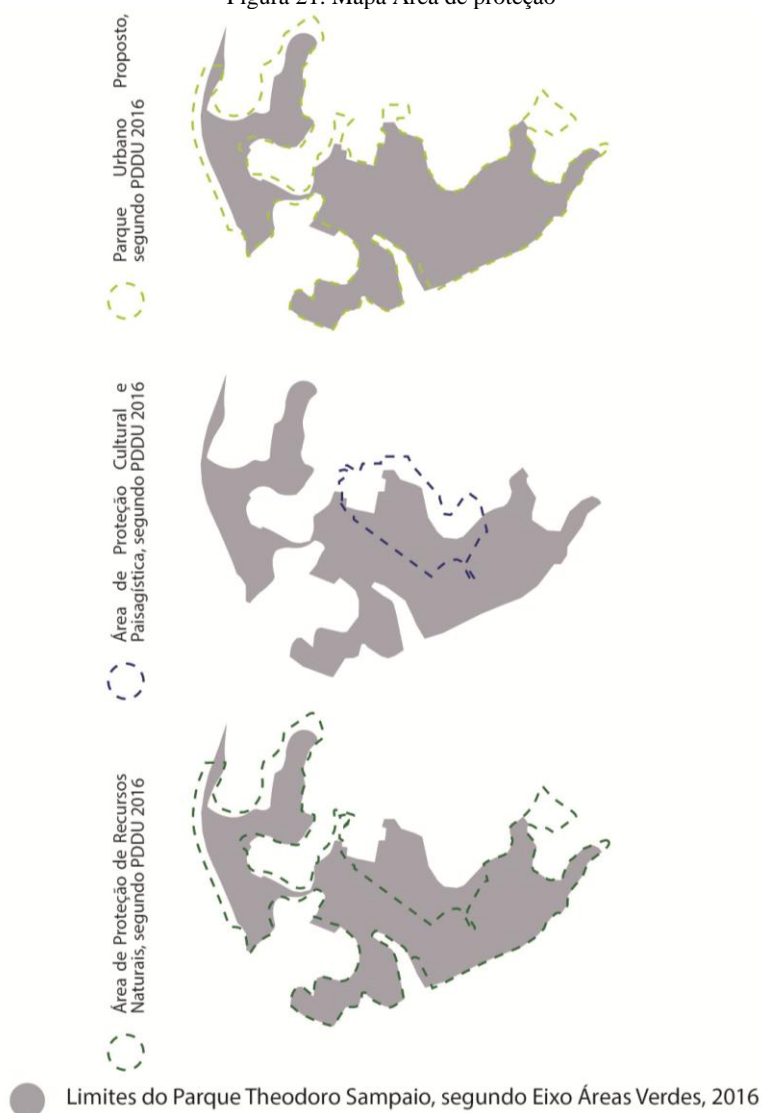 Figura 21: Mapa Área de proteção
Parque Urbano Proposto,
segundo PDDU 2016
Área de Proteção Cultural e
Paisagística, segundo PDDU 2016
Área de Proteção de Recursos
Naturais, segundo PDDU 2016
Limites do Parque Theodoro Sampaio, segundo Eixo Áreas Verdes, 2016